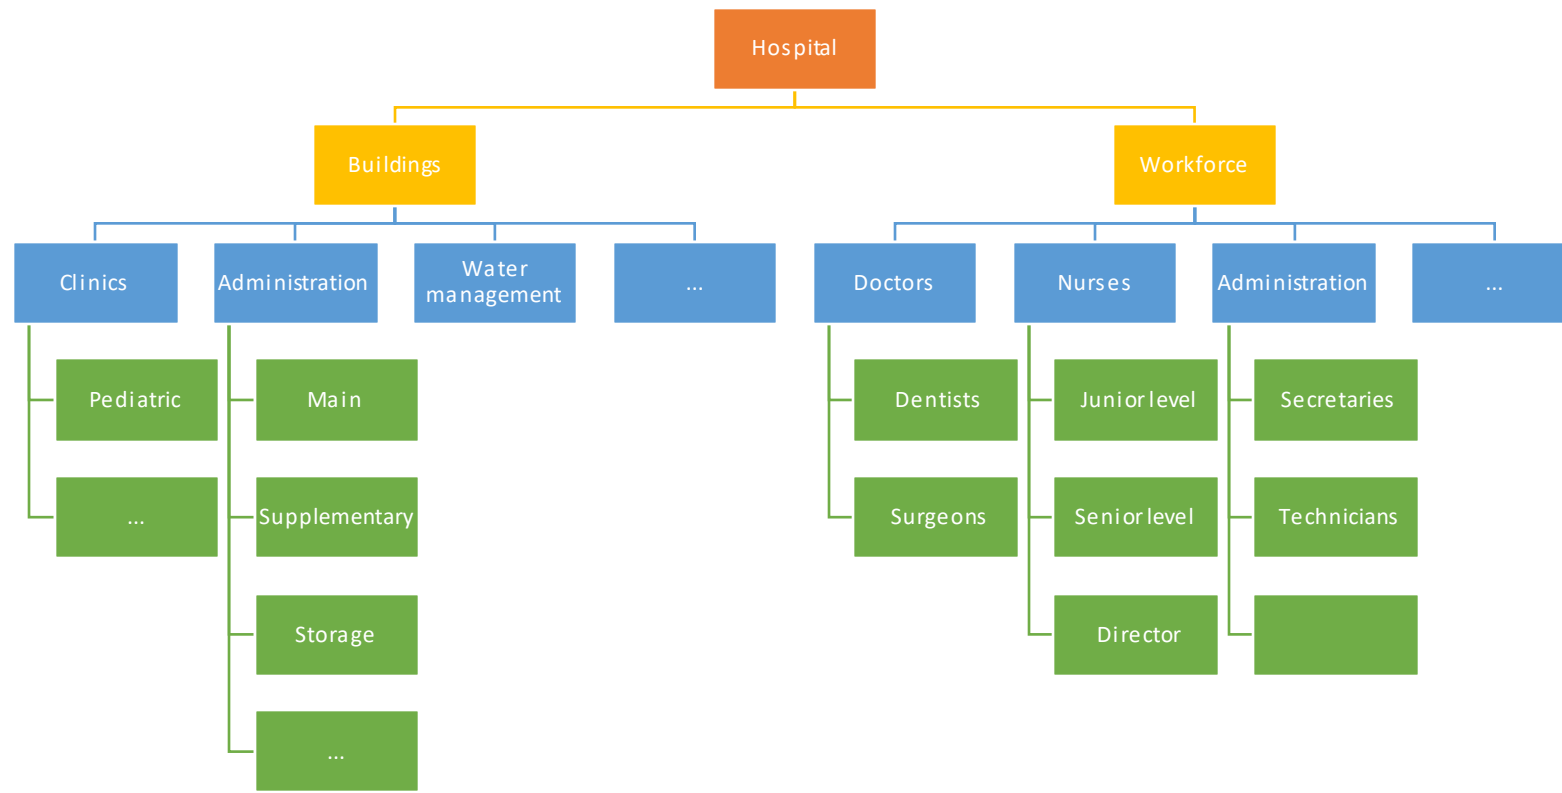 Hospital
Buildings
Workforce
Clinics
Administration
Water
management
...
Doctors
Nurses
Administration
...
Pediatric
Main
Dentists
Junior level
Secretaries
...
Supplementary
Surgeons
Senior level
Technicians
Storage
Director
...